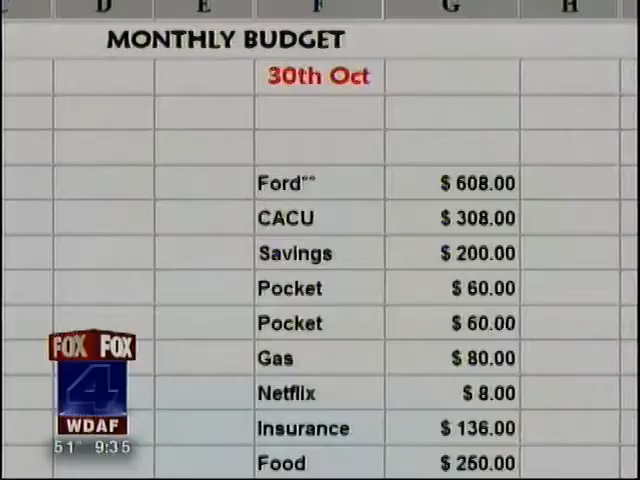 D E F G H
MONTHLY BUDGET
30th Oct
Ford** $ 608.00
CACU $ 308.00
Savings $ 200.00
Pocket $ 60.00
Pocket $ 60.00
Gas $ 80.00
Netflix $ 8.00
Insurance $ 136.00
Food $ 250.00
FOX FOX
4
WDAF
51° 9:35